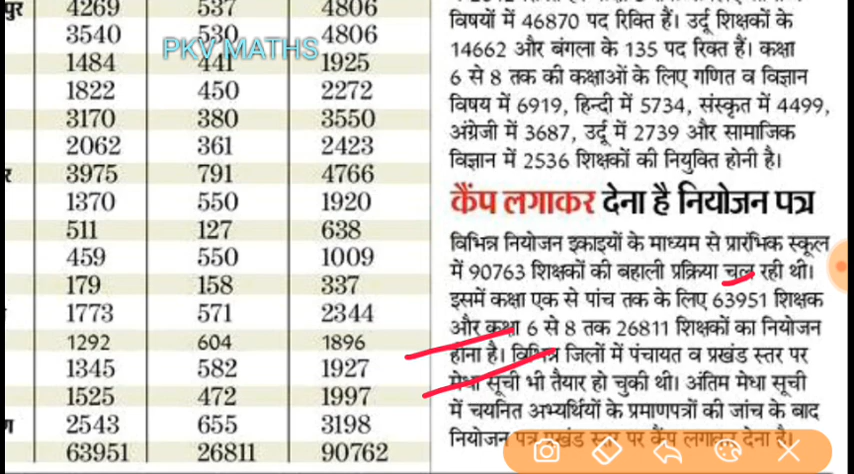 पुर 4269 537 4806
3540 530 4806
PKV MATHS
1484 441 1925
1822 450 2272
3170 380 3550
2062 361 2423
र 3975 791 4766
1370 550 1920
511 127 638
459 550 1009
179 158 337
1773 571 2344
1292 604 1896
1345 582 1927
1525 472 1997
ग 2543 655 3198
63951 26811 90762
विषयों में 46870 पद रिक्ति हैं। उर्दू शिक्षकों के
14662 और बंगला के 135 पद रिक्त हैं। कक्षा
6 से 8 तक की कक्षाओं के लिए गणित व विज्ञान
विषय में 6919, हिन्दी में 5734, संस्कृत में 4499,
अंग्रेजी में 3687, उर्दू में 2739 और सामाजिक
विज्ञान में 2536 शिक्षकों की नियुक्ति होनी है।
कैंप लगाकर देना है नियोजन पत्र
विभिन्न नियोजन इकाइयों के माध्यम से प्रारंभिक स्कूल
में 90763 शिक्षकों की बहाली प्रक्रिया चल रही थी।
इसमें कक्षा एक से पांच तक के लिए 63951 शिक्षक
और कक्षा 6 से 8 तक 26811 शिक्षकों का नियोजन
होना है। विभिन्न जिलों में पंचायत व प्रखंड स्तर पर
मेधा सूची भी तैयार हो चुकी थी। अंतिम मेधा सूची
में चयनित अभ्यर्थियों के प्रमाणपत्रों की जांच के बाद
नियोजन पत्र प्रखंड स्तर पर कैंप लगाकर देना है।